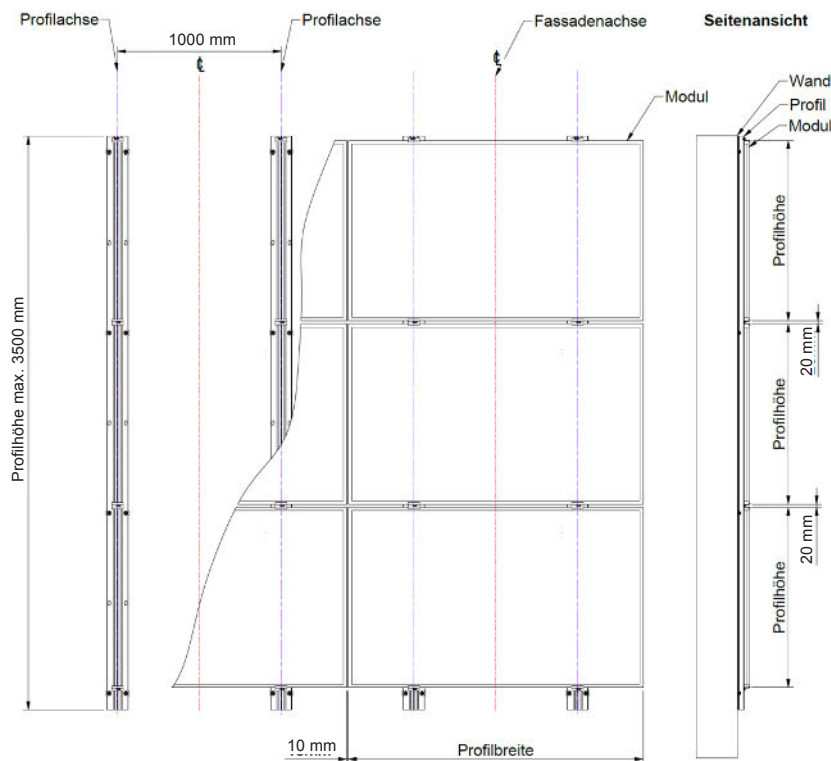 Profilachse
Profilachse
Fassadenachse
Seitenansicht
1000 mm
Wand
Profil
Modul
Modul
Profilhöhe max. 3500 mm
Profilhöhe
20 mm
Profilhöhe
20 mm
Profilhöhe
10 mm
Profilbreite